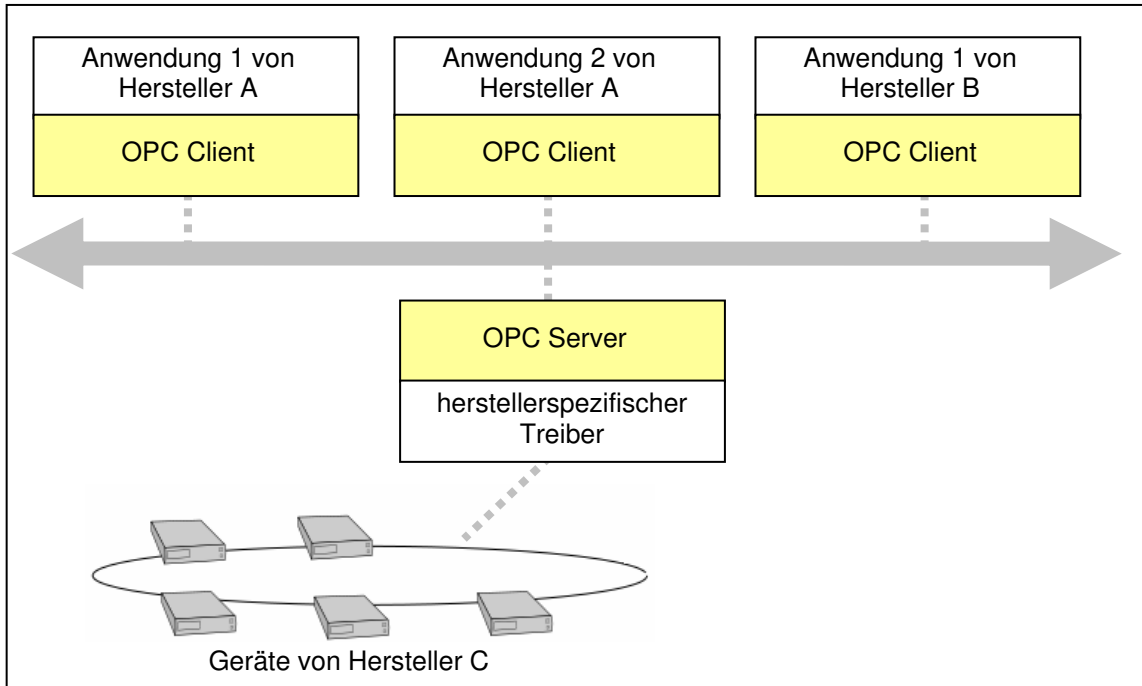 Anwendung 1 von
Hersteller A
OPC Client
Anwendung 2 von
Hersteller A
OPC Client
Anwendung 1 von
Hersteller B
OPC Client
OPC Server
herstellerspezifischer
Treiber
Geräte von Hersteller C